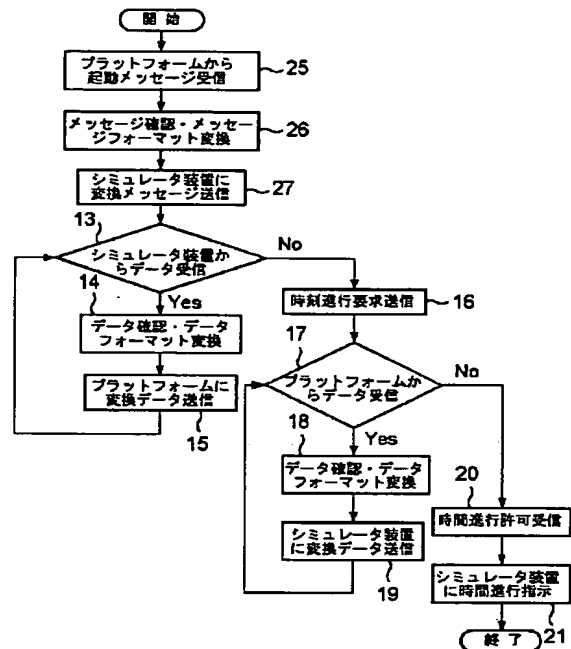 開 始
プラットフォームから
起動メッセージ受信
25
メッセージ確認・メッセー
ジフォーマット変換
26
シミュレータ装置に
変換メッセージ送信
27
13
シミュレータ装置か
らデータ受信
No
Yes
14
データ確認・データ
フォーマット変換
プラットフォームに
変換データ送信
15
時刻進行要求送信
16
17
プラットフォームか
らデータ受信
No
Yes
18
データ確認・データ
フォーマット変換
シミュレータ装置
に変換データ送信
19
20
時間進行許可受信
シミュレータ装置
に時間進行指示
21
終 了